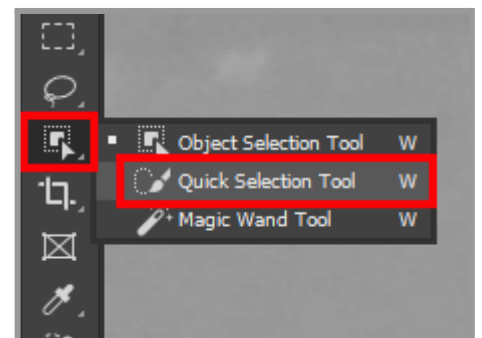 Object Selection Tool W
Quick Selection Tool W
Magic Wand Tool W